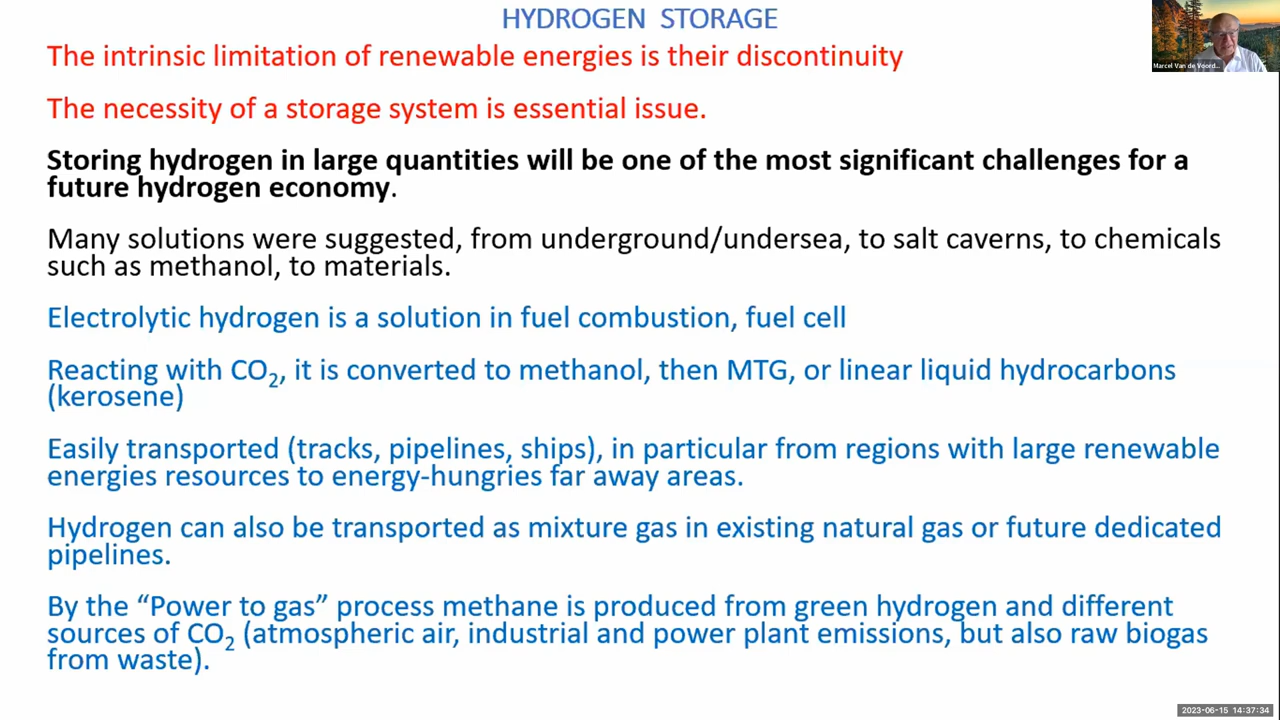 HYDROGEN STORAGE
The intrinsic limitation of renewable energies is their discontinuity
Marcel Van de Voord...
The necessity of a storage system is essential issue.
Storing hydrogen in large quantities will be one of the most significant challenges for a
future hydrogen economy.
Many solutions were suggested, from underground/undersea, to salt caverns, to chemicals
such as methanol, to materials.
Electrolytic hydrogen is a solution in fuel combustion, fuel cell
Reacting with CO₂, it is converted to methanol, then MTG, or linear liquid hydrocarbons
(kerosene)
Easily transported (tracks, pipelines, ships), in particular from regions with large renewable
energies resources to energy-hungries far away areas.
Hydrogen can also be transported as mixture gas in existing natural gas or future dedicated
pipelines.
By the “Power to gas” process methane is produced from green hydrogen and different
sources of CO₂ (atmospheric air, industrial and power plant emissions, but also raw biogas
from waste).
2023-06-15 14:37:34